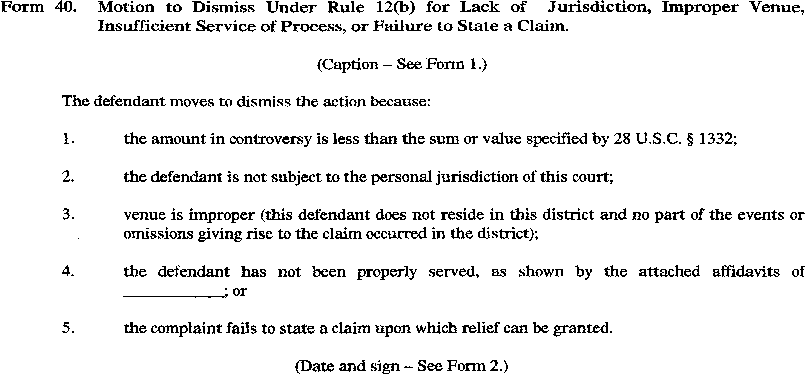 Form 40. Motion to Dismiss Under Rule 12(b) for Lack of Jurisdiction, Improper Venue,
Insufficient Service of Process, or Failure to State a Claim.
(Caption – See Form 1.)
The defendant moves to dismiss the action because:
1. the amount in controversy is less than the sum or value specified by 28 U.S.C. § 1332;
2. the defendant is not subject to the personal jurisdiction of this court;
3. venue is improper (this defendant does not reside in this district and no part of the events or
omissions giving rise to the claim occurred in the district);
4. the defendant has not been properly served, as shown by the attached affidavits of
___________; or
5. the complaint fails to state a claim upon which relief can be granted.
(Date and sign – See Form 2.)